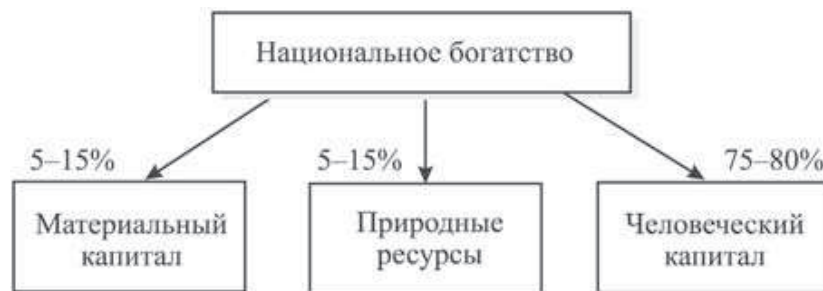 Национальное богатство
5–15%
5–15%
75–80%
Материальный
капитал
Природные
ресурсы
Человеческий
капитал